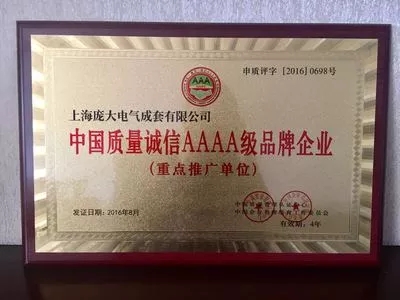 AAA
申质评字 [2016] 0698号
上海庞大电气成套有限公司
中国质量诚信AAAA级品牌企业
(重点推广单位)
发证日期: 2016年8月
有效期: 4年